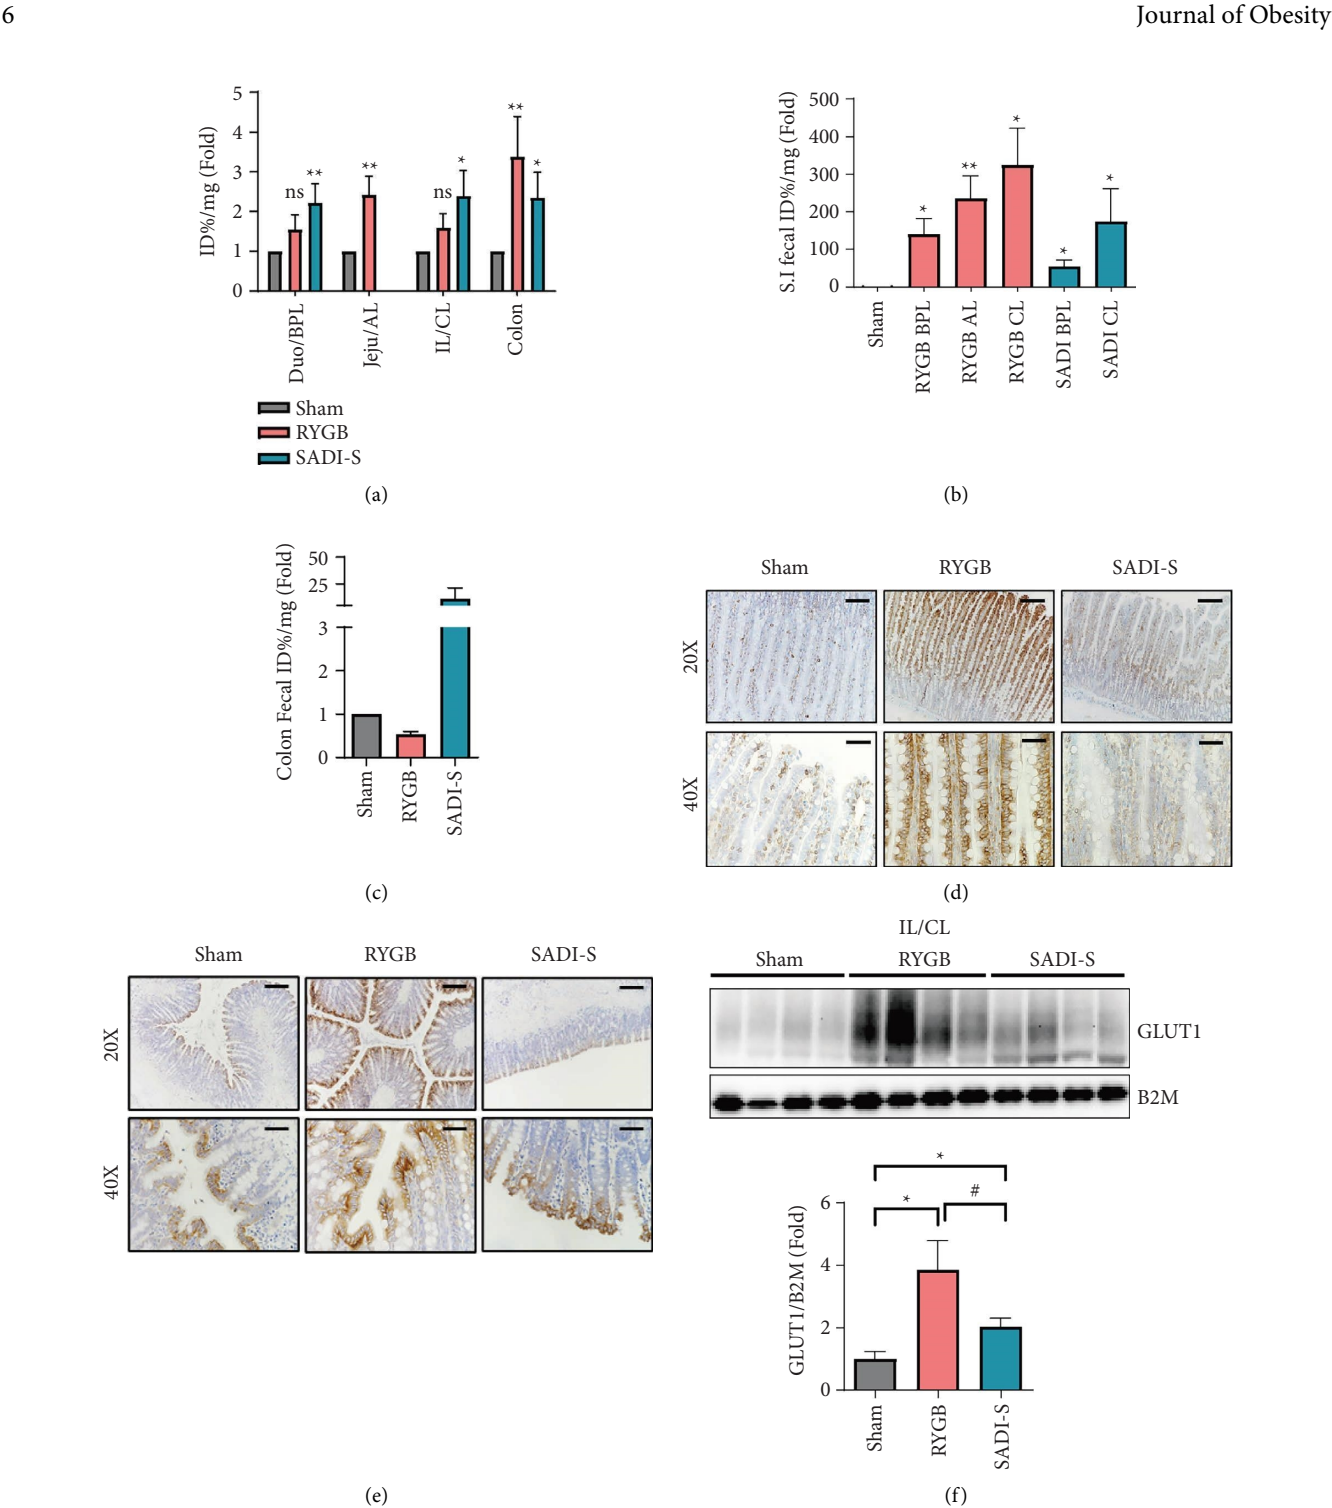 6
Journal of Obesity
5
4
3
2
1
0
ID%/mg (Fold)
ns
**
**
ns
*
**
*
Duo/BPL
Jeju/AL
IL/CL
Colon
Sham
RYGB
SADI-S
(a)
500
400
300
200
100
0
S.I fecal ID%/mg (Fold)
*
**
*
*
*
Sham
RYGB BPL
RYGB AL
RYGB CL
SADI BPL
SADI CL
(b)
50
25
3
2
1
0
Colon Fecal ID%/mg (Fold)
Sham
RYGB
SADI-S
(c)
Sham
RYGB
SADI-S
20X
40X
(d)
Sham
RYGB
SADI-S
20X
40X
(e)
IL/CL
Sham
RYGB
SADI-S
GLUT1
B2M
*
*
#
6
4
2
0
GLUT1/B2M (Fold)
Sham
RYGB
SADI-S
(f)